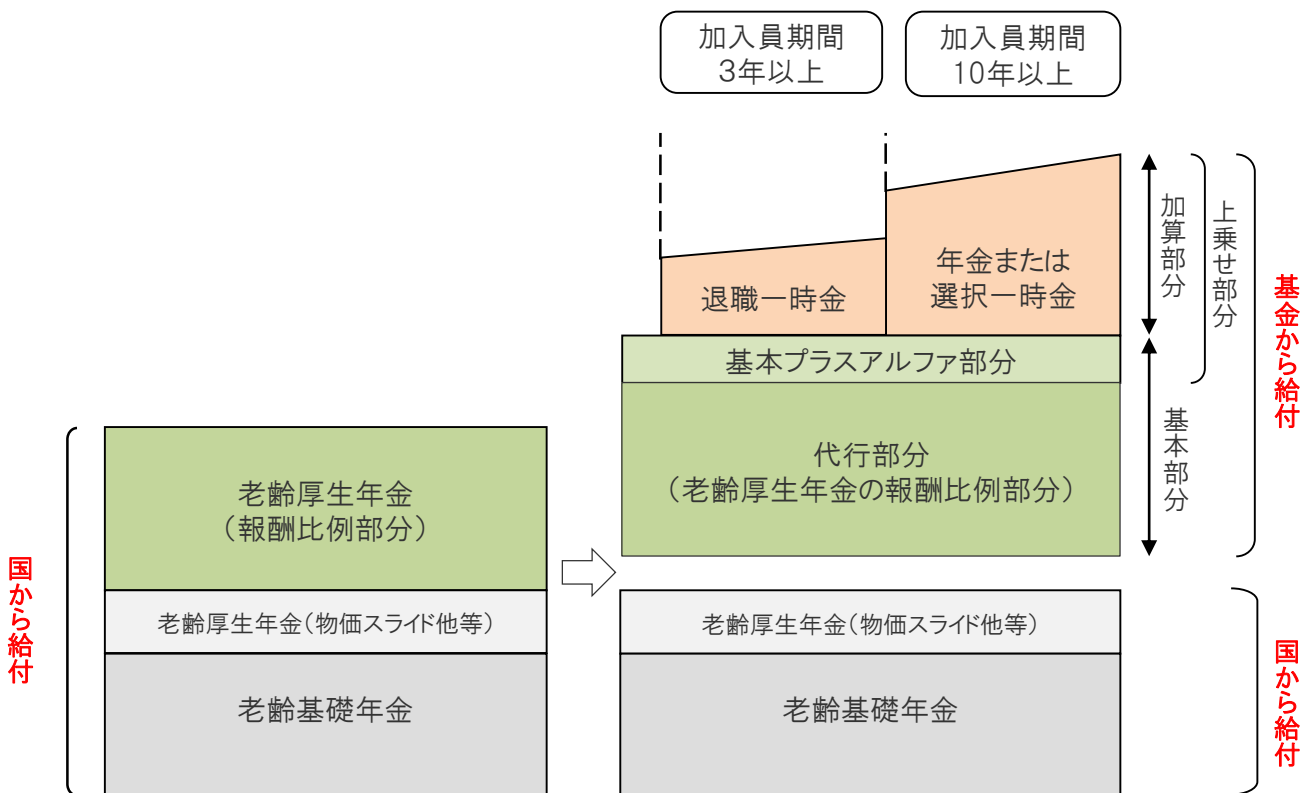 加入員期間
3年以上
加入員期間
10年以上
退職一時金
年金または
選択一時金
加算部分
上乗せ部分
基金から給付
基本プラスアルファ部分
代行部分
（老齢厚生年金の報酬比例部分）
基本部分
老齢厚生年金
（報酬比例部分）
国から給付
老齢厚生年金（物価スライド他等）
老齢基礎年金
老齢厚生年金（物価スライド他等）
老齢基礎年金
国から給付